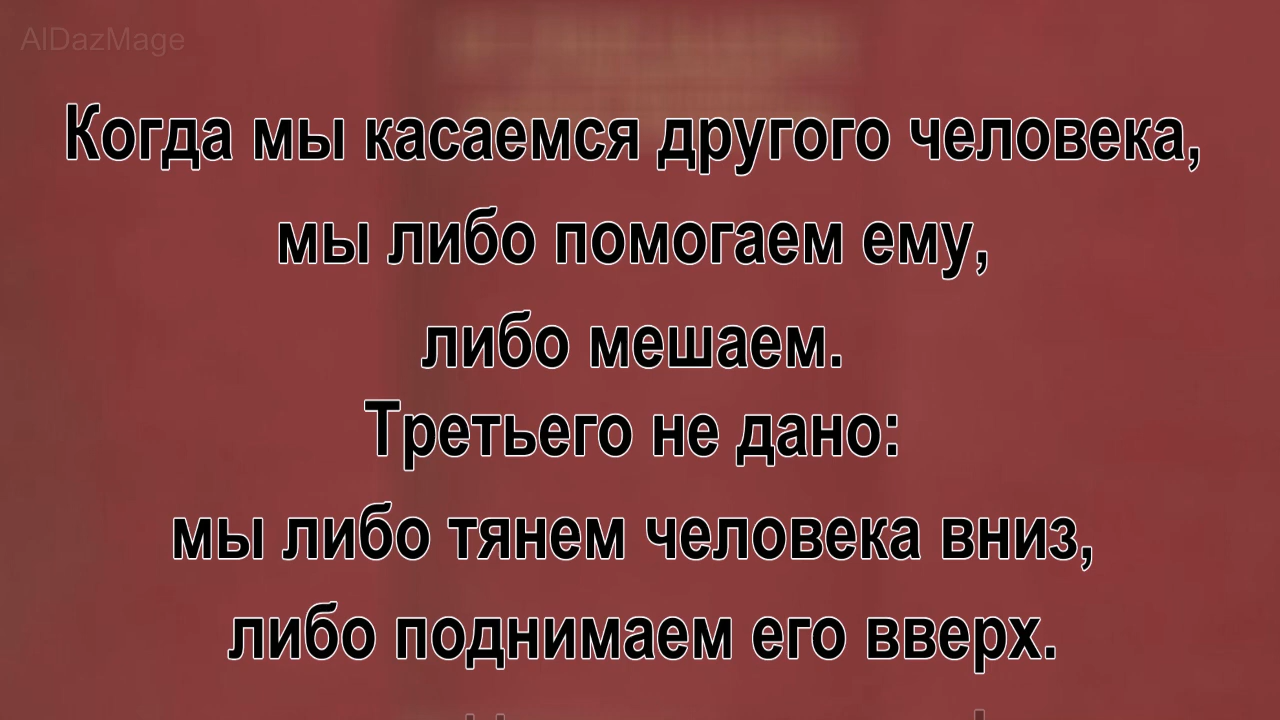 AlDazMage
Когда мы касаемся другого человека,
мы либо помогаем ему,
либо мешаем.
Третьего не дано:
мы либо тянем человека вниз,
либо поднимаем его вверх.